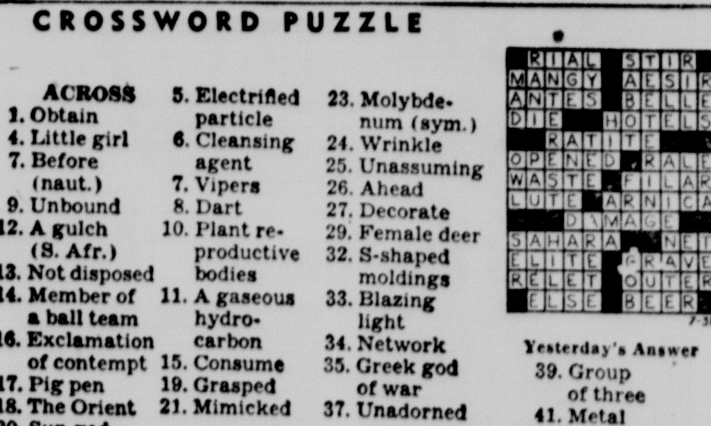 CROSSWORD PUZZLE
ACROSS
1. Obtain
4. Little girl
7. Before
(naut.)
9. Unbound
12. A gulch
(S. Afr.)
13. Not disposed
14. Member of
a ball team
16. Exclamation
of contempt
17. Pig pen
18. The Orient
20. Sun god
5. Electrified
particle
6. Cleansing
agent
7. Vipers
8. Dart
10. Plant re-
productive
bodies
11. A gaseous
hydro-
carbon
15. Consume
19. Grasped
21. Mimicked
23. Molybde-
num (sym.)
24. Wrinkle
25. Unassuming
26. Ahead
27. Decorate
29. Female deer
32. S-shaped
moldings
33. Blazing
light
34. Network
35. Greek god
of war
37. Unadorned
RIAL STIR
MANGY AESIR
ANTES BELLE
DIE HOTELS
RATITE
OPENED RALE
WASTE FILAR
LUTE ARNICA
DAMAGE
SAHARA NET
ELITE GRAVE
RELET OUTER
ELSE BEER
Yesterday's Answer
39. Group
of three
41. Metal